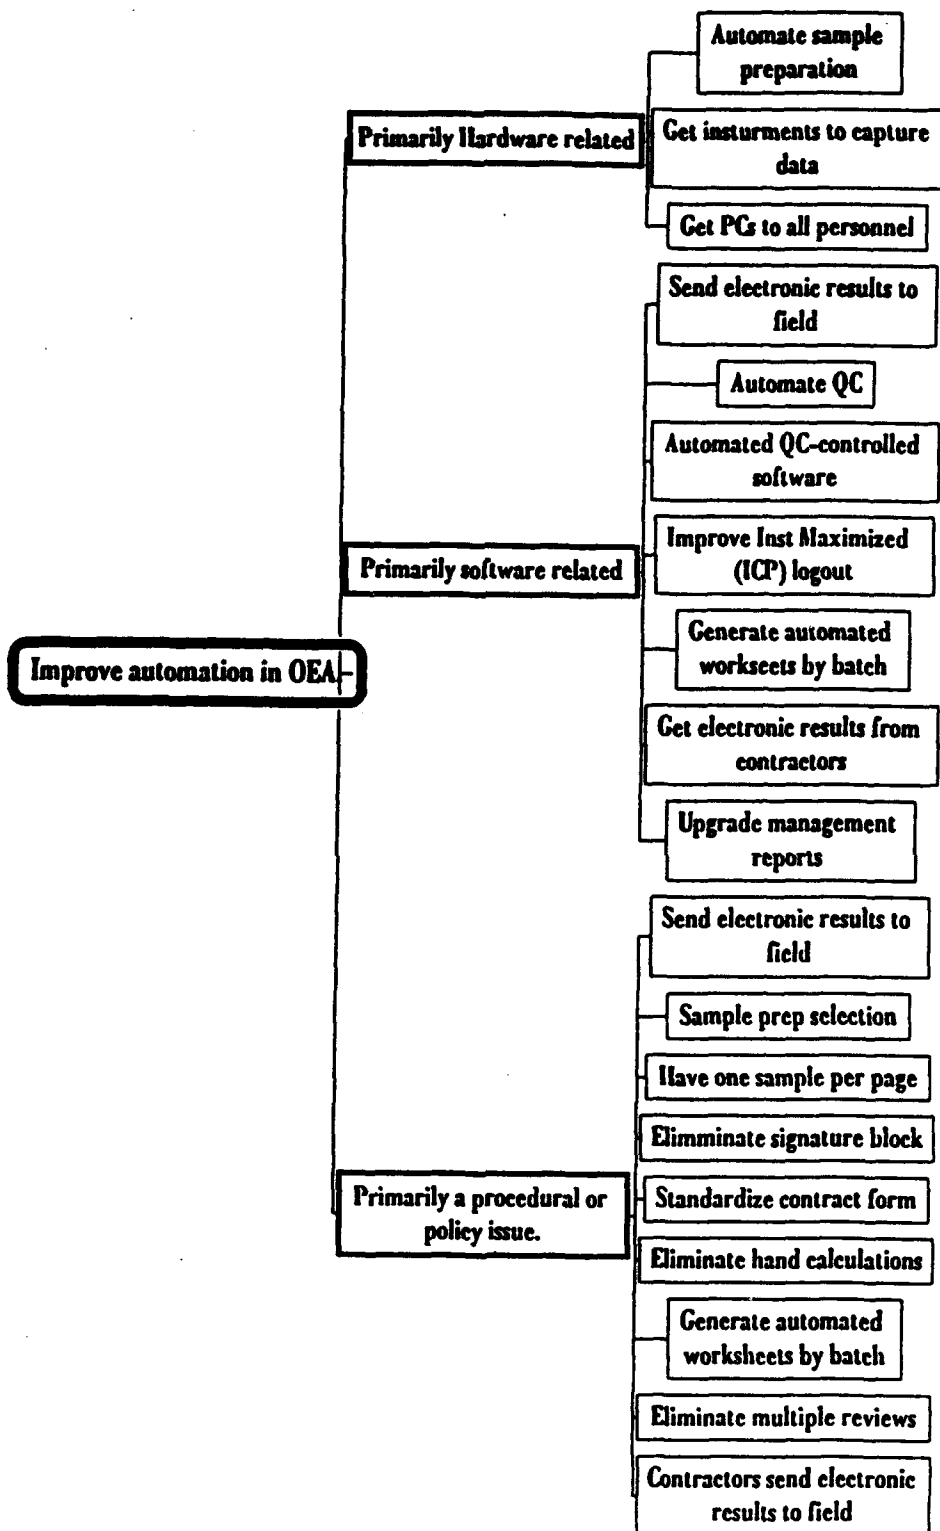 Automate sample
preparation
Primarily Hardware related
Get insturments to capture
data
Get PCs to all personnel
Send electronic results to
field
Automate QC
Automated QC-controlled
software
Improve Inst Maximized
(ICP) logout
Primarily software related
Generate automated
workseets by batch
Improve automation in OEA
Get electronic results from
contractors
Upgrade management
reports
Send electronic results to
field
Sample prep selection
Have one sample per page
Elimminate signature block
Primarily a procedural or
policy issue.
Standardize contract form
Eliminate hand calculations
Generate automated
worksheets by batch
Eliminate multiple reviews
Contractors send electronic
results to field